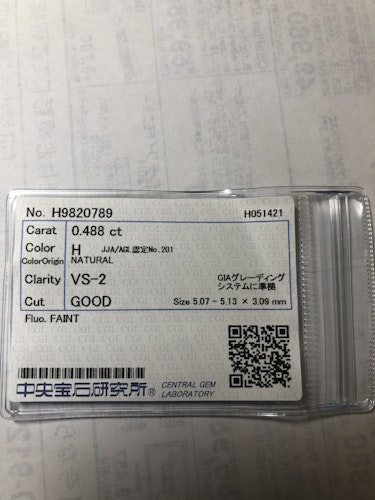 No. H9820789 H051421
Carat 0.488 ct
Color H JJA/AGL認定No.201
ColorOrigin NATURAL
Clarity VS-2 GIAグレーディング
システムに準拠
Cut GOOD Size 5.07 - 5.13 × 3.09 mm
Fluo. FAINT
中央宝石研究所® CENTRAL GEM
LABORATORY